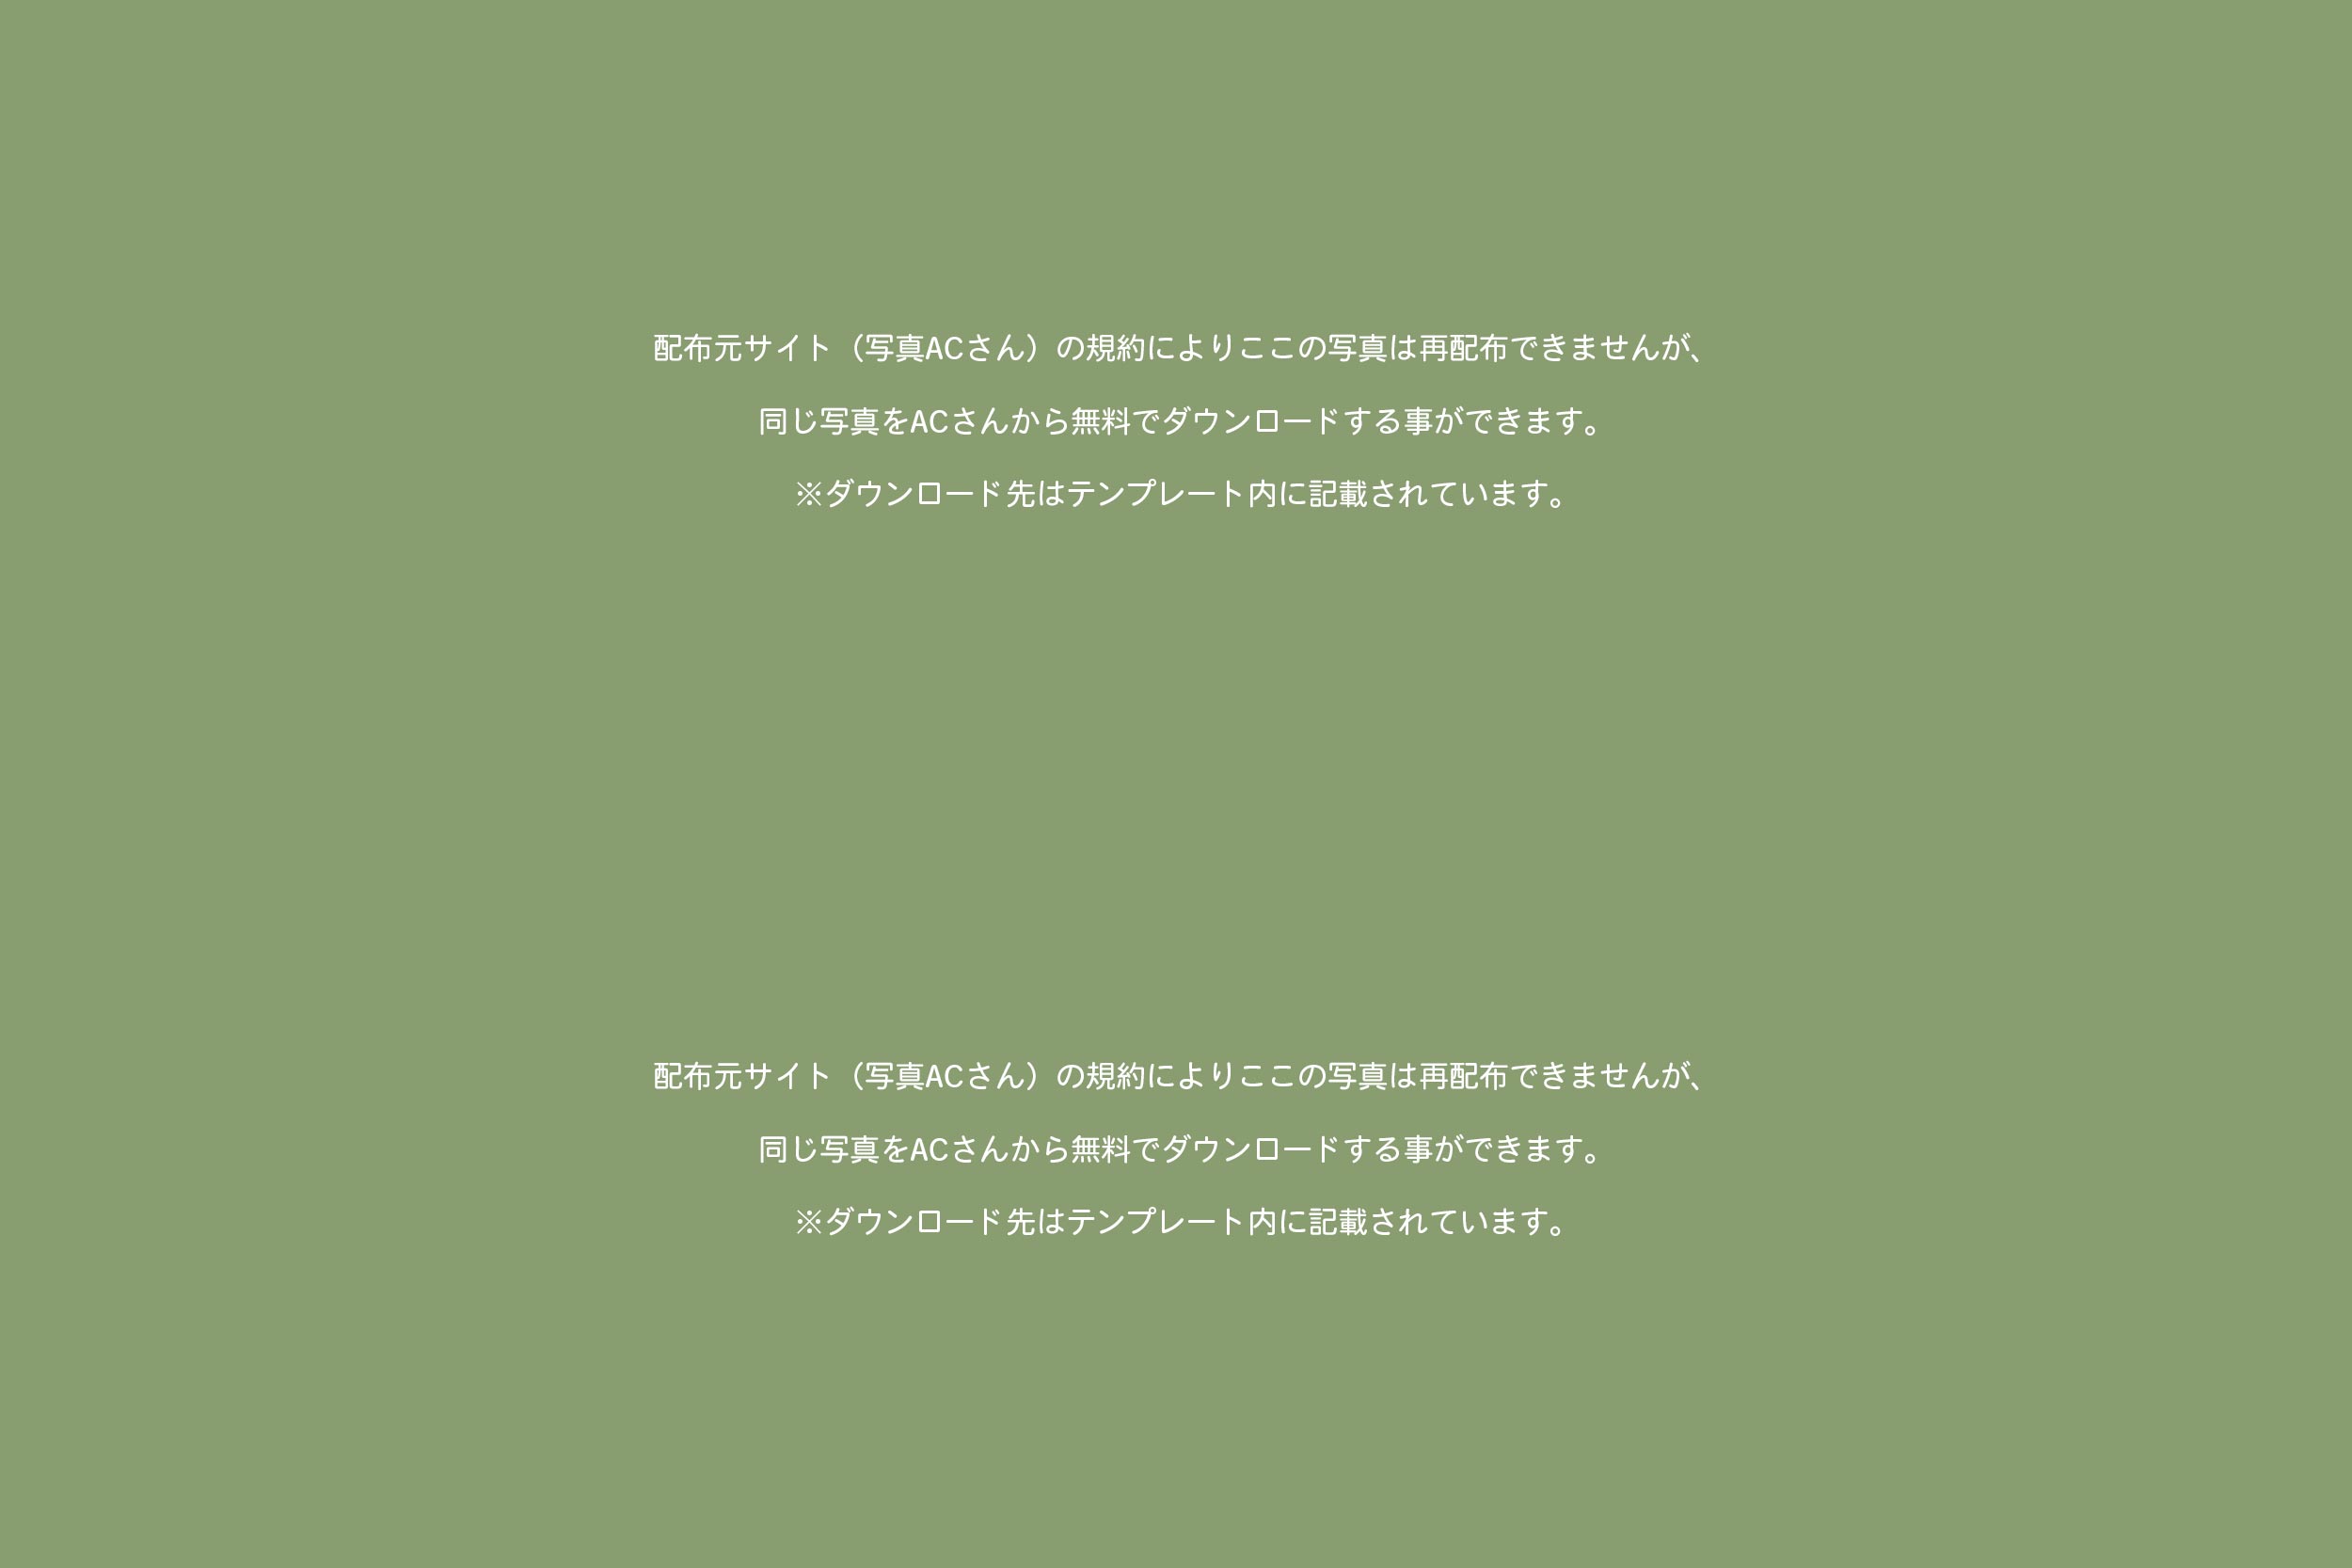 配布元サイト（写真ACさん）の規約によりここの写真は再配布できませんが、
同じ写真をACさんから無料でダウンロードする事ができます。
※ダウンロード先はテンプレート内に記載されています。
配布元サイト（写真ACさん）の規約によりここの写真は再配布できませんが、
同じ写真をACさんから無料でダウンロードする事ができます。
※ダウンロード先はテンプレート内に記載されています。